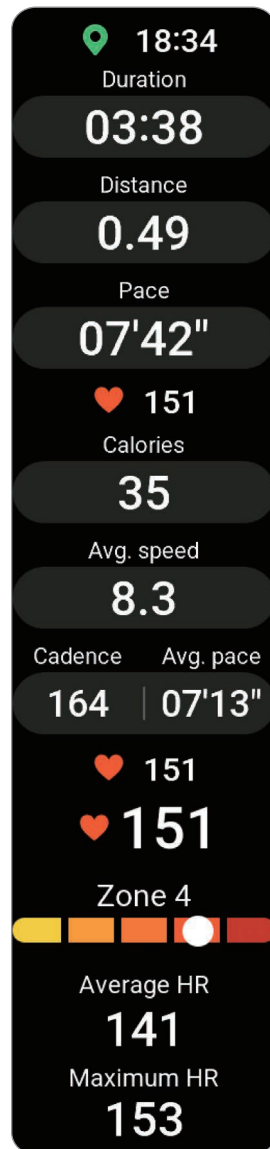 18:34
Duration
03:38
Distance
0.49
Pace
07'42"
151
Calories
35
Avg. speed
8.3
Cadence Avg. pace
164 07'13"
151
151
Zone 4
Average HR
141
Maximum HR
153